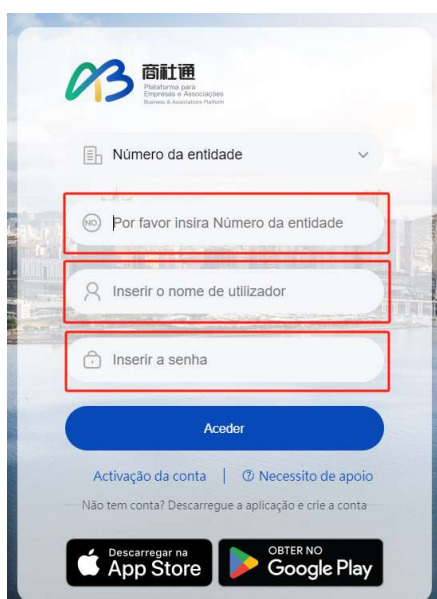 商社通
Plataforma para
Empresas e Associações
Business & Associations Platform
Número da entidade
NO Por favor insira Número da entidade
Inserir o nome de utilizador
Inserir a senha
Aceder
Activação da conta | ? Necessito de apoio
Não tem conta? Descarregue a aplicação e crie a conta
Descarregar na
App Store
OBTER NO
Google Play